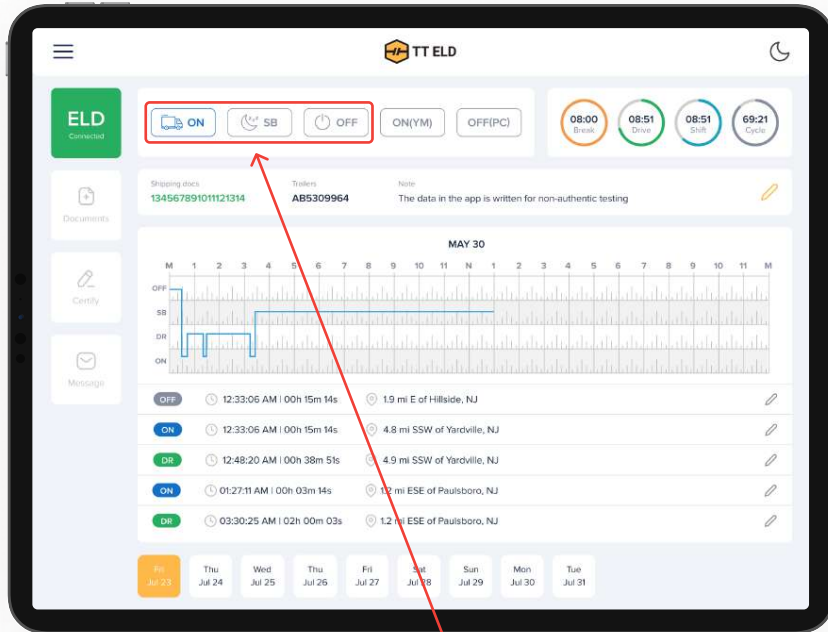 TT ELD
ELD
Connected
ON
SB
OFF
ON(YM)
OFF(PC)
08:00
Break
08:51
Drive
08:51
Shift
69:21
Cycle
Documents
Certify
Message
Shipping docs
Trailers
Note
134567891011121314
AB5309964
The data in the app is written for non-authentic testing
MAY 30
M 1 2 3 4 5 6 7 8 9 10 11 N 1 2 3 4 5 6 7 8 9 10 11 M
OFF
SB
DR
ON
OFF 12:33:06 AM | 00h 15m 14s 1.9 mi E of Hillside, NJ
ON 12:33:06 AM | 00h 15m 14s 4.8 mi SSW of Yardville, NJ
DR 12:48:20 AM | 00h 38m 51s 4.9 mi SSW of Yardville, NJ
ON 01:27:11 AM | 00h 03m 14s 1.2 mi ESE of Paulsboro, NJ
DR 03:30:25 AM | 02h 00m 03s 1.2 mi ESE of Paulsboro, NJ
Fri Thu Wed Thu Fri Sat Sun Mon Tue
Jul 23 Jul 24 Jul 25 Jul 26 Jul 27 Jul 28 Jul 29 Jul 30 Jul 31